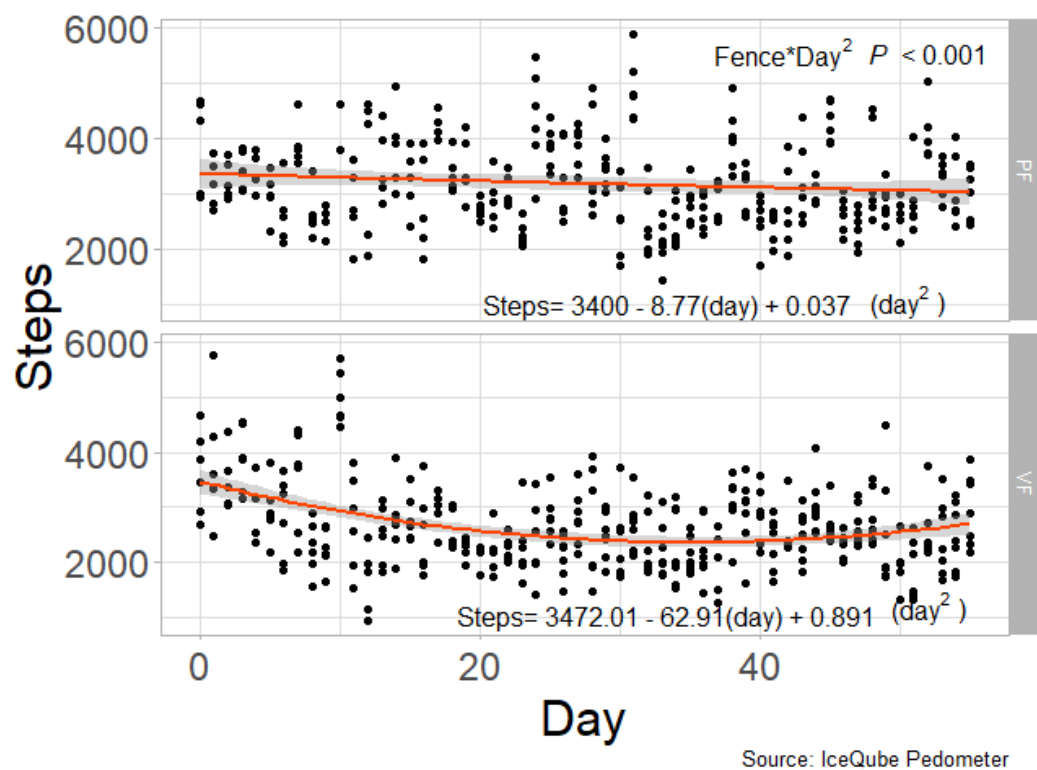 6000
Fence*Day² P < 0.001
4000
PF
2000
Steps= 3400 - 8.77(day) + 0.037 (day² )
Steps
6000
4000
VF
2000
Steps= 3472.01 - 62.91(day) + 0.891 (day² )
0 20 40
Day
Source: IceQube Pedometer